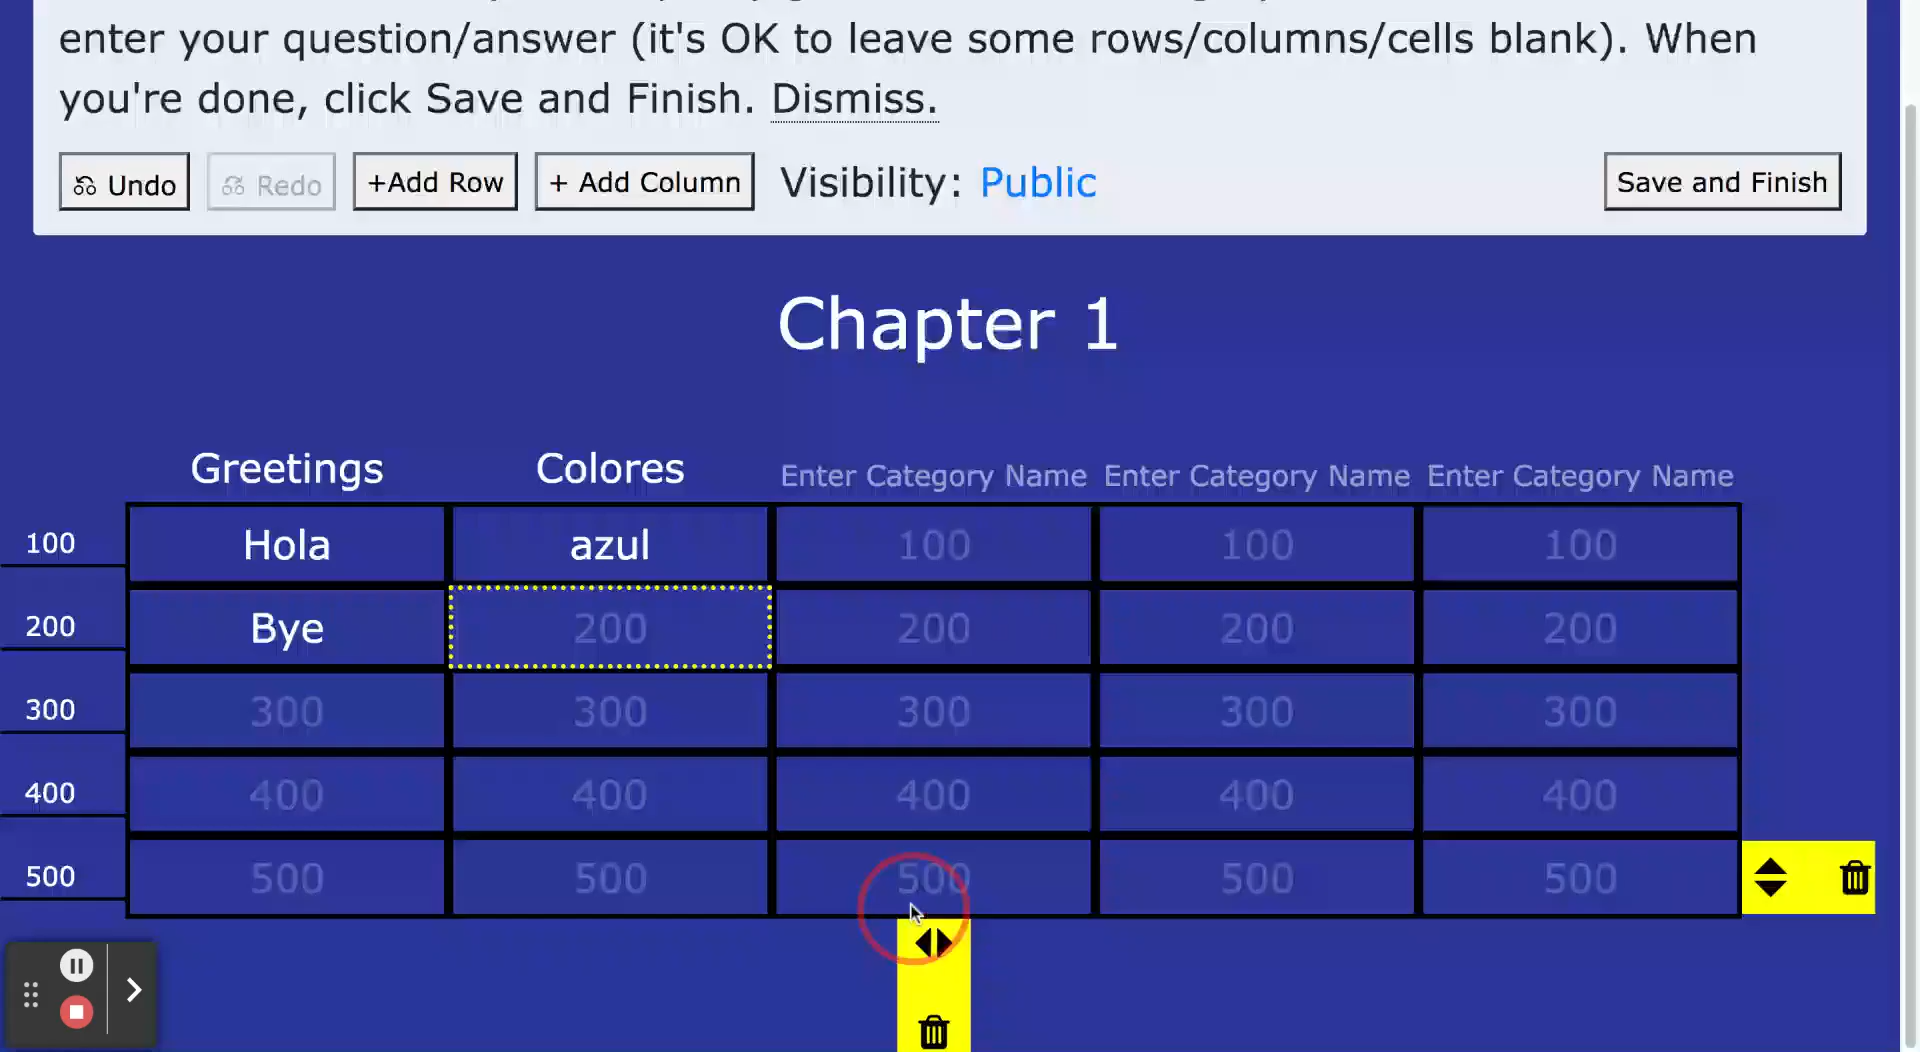 enter your question/answer (it's OK to leave some rows/columns/cells blank). When
you're done, click Save and Finish. Dismiss.
Undo Redo +Add Row + Add Column Visibility: Public Save and Finish
Chapter 1
Greetings Colores Enter Category Name Enter Category Name Enter Category Name
100 Hola azul 100 100 100
200 Bye 200 200 200 200
300 300 300 300 300 300
400 400 400 400 400 400
500 500 500 500 500 500